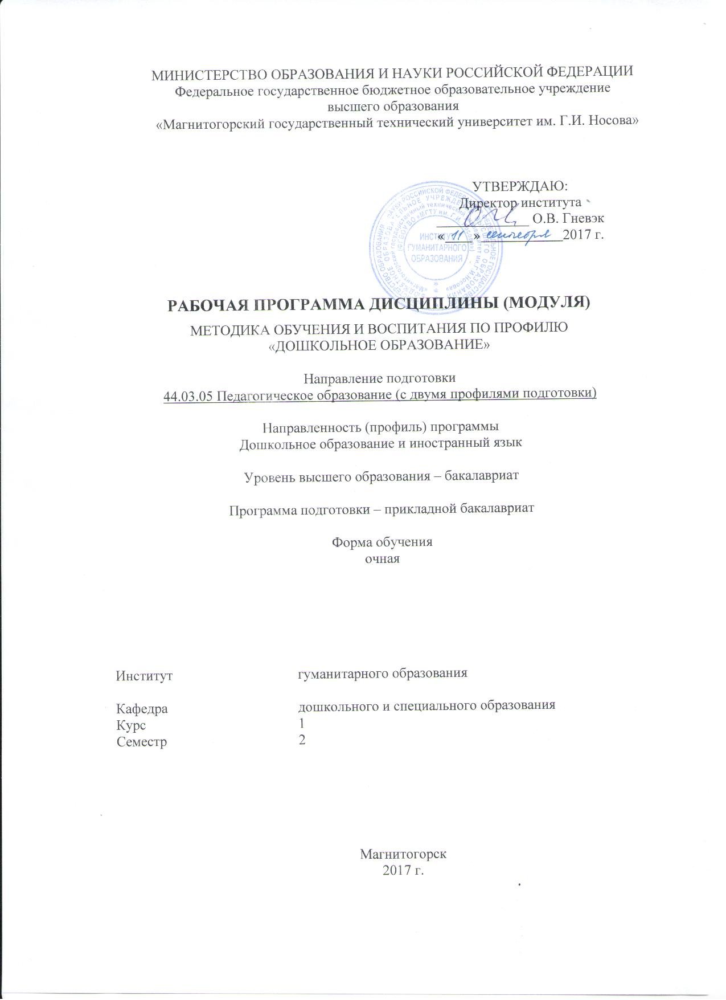 МИНИСТЕРСТВО ОБРАЗОВАНИЯ И НАУКИ РОССИЙСКОЙ ФЕДЕРАЦИИ
Федеральное государственное бюджетное образовательное учреждение
высшего образования
«Магнитогорский государственный технический университет им. Г.И. Носова»
УТВЕРЖДАЮ:
Директор института
О.В. Гневэк
«11» сентября 2017 г.
ИНСТИТУТ
ГУМАНИТАРНОГО
ОБРАЗОВАНИЯ
РАБОЧАЯ ПРОГРАММА ДИСЦИПЛИНЫ (МОДУЛЯ)
МЕТОДИКА ОБУЧЕНИЯ И ВОСПИТАНИЯ ПО ПРОФИЛЮ
«ДОШКОЛЬНОЕ ОБРАЗОВАНИЕ»
Направление подготовки
44.03.05 Педагогическое образование (с двумя профилями подготовки)
Направленность (профиль) программы
Дошкольное образование и иностранный язык
Уровень высшего образования – бакалавриат
Программа подготовки – прикладной бакалавриат
Форма обучения
очная
Институт гуманитарного образования
Кафедра дошкольного и специального образования
Курс 1
Семестр 2
Магнитогорск
2017 г.